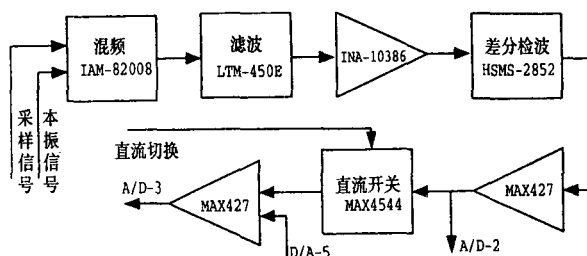 混频
IAM-82008
滤波
LTM-450E
INA-10386
差分检波
HSMS-2852
采样信号
本振信号
直流切换
A/D-3
MAX427
直流开关
MAX4544
MAX427
D/A-5
A/D-2